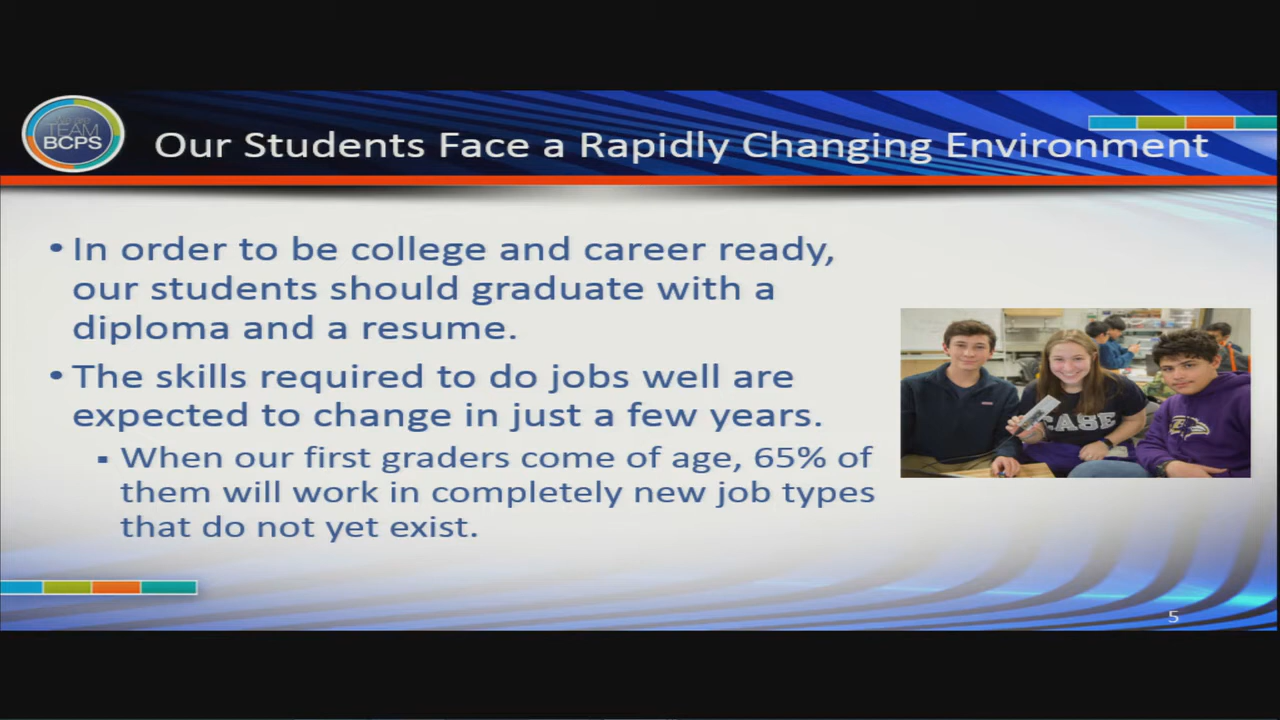 TEAM
BCPS
Our Students Face a Rapidly Changing Environment
• In order to be college and career ready,
our students should graduate with a
diploma and a resume.
• The skills required to do jobs well are
expected to change in just a few years.
▪ When our first graders come of age, 65% of
them will work in completely new job types
that do not yet exist.
CASE
5